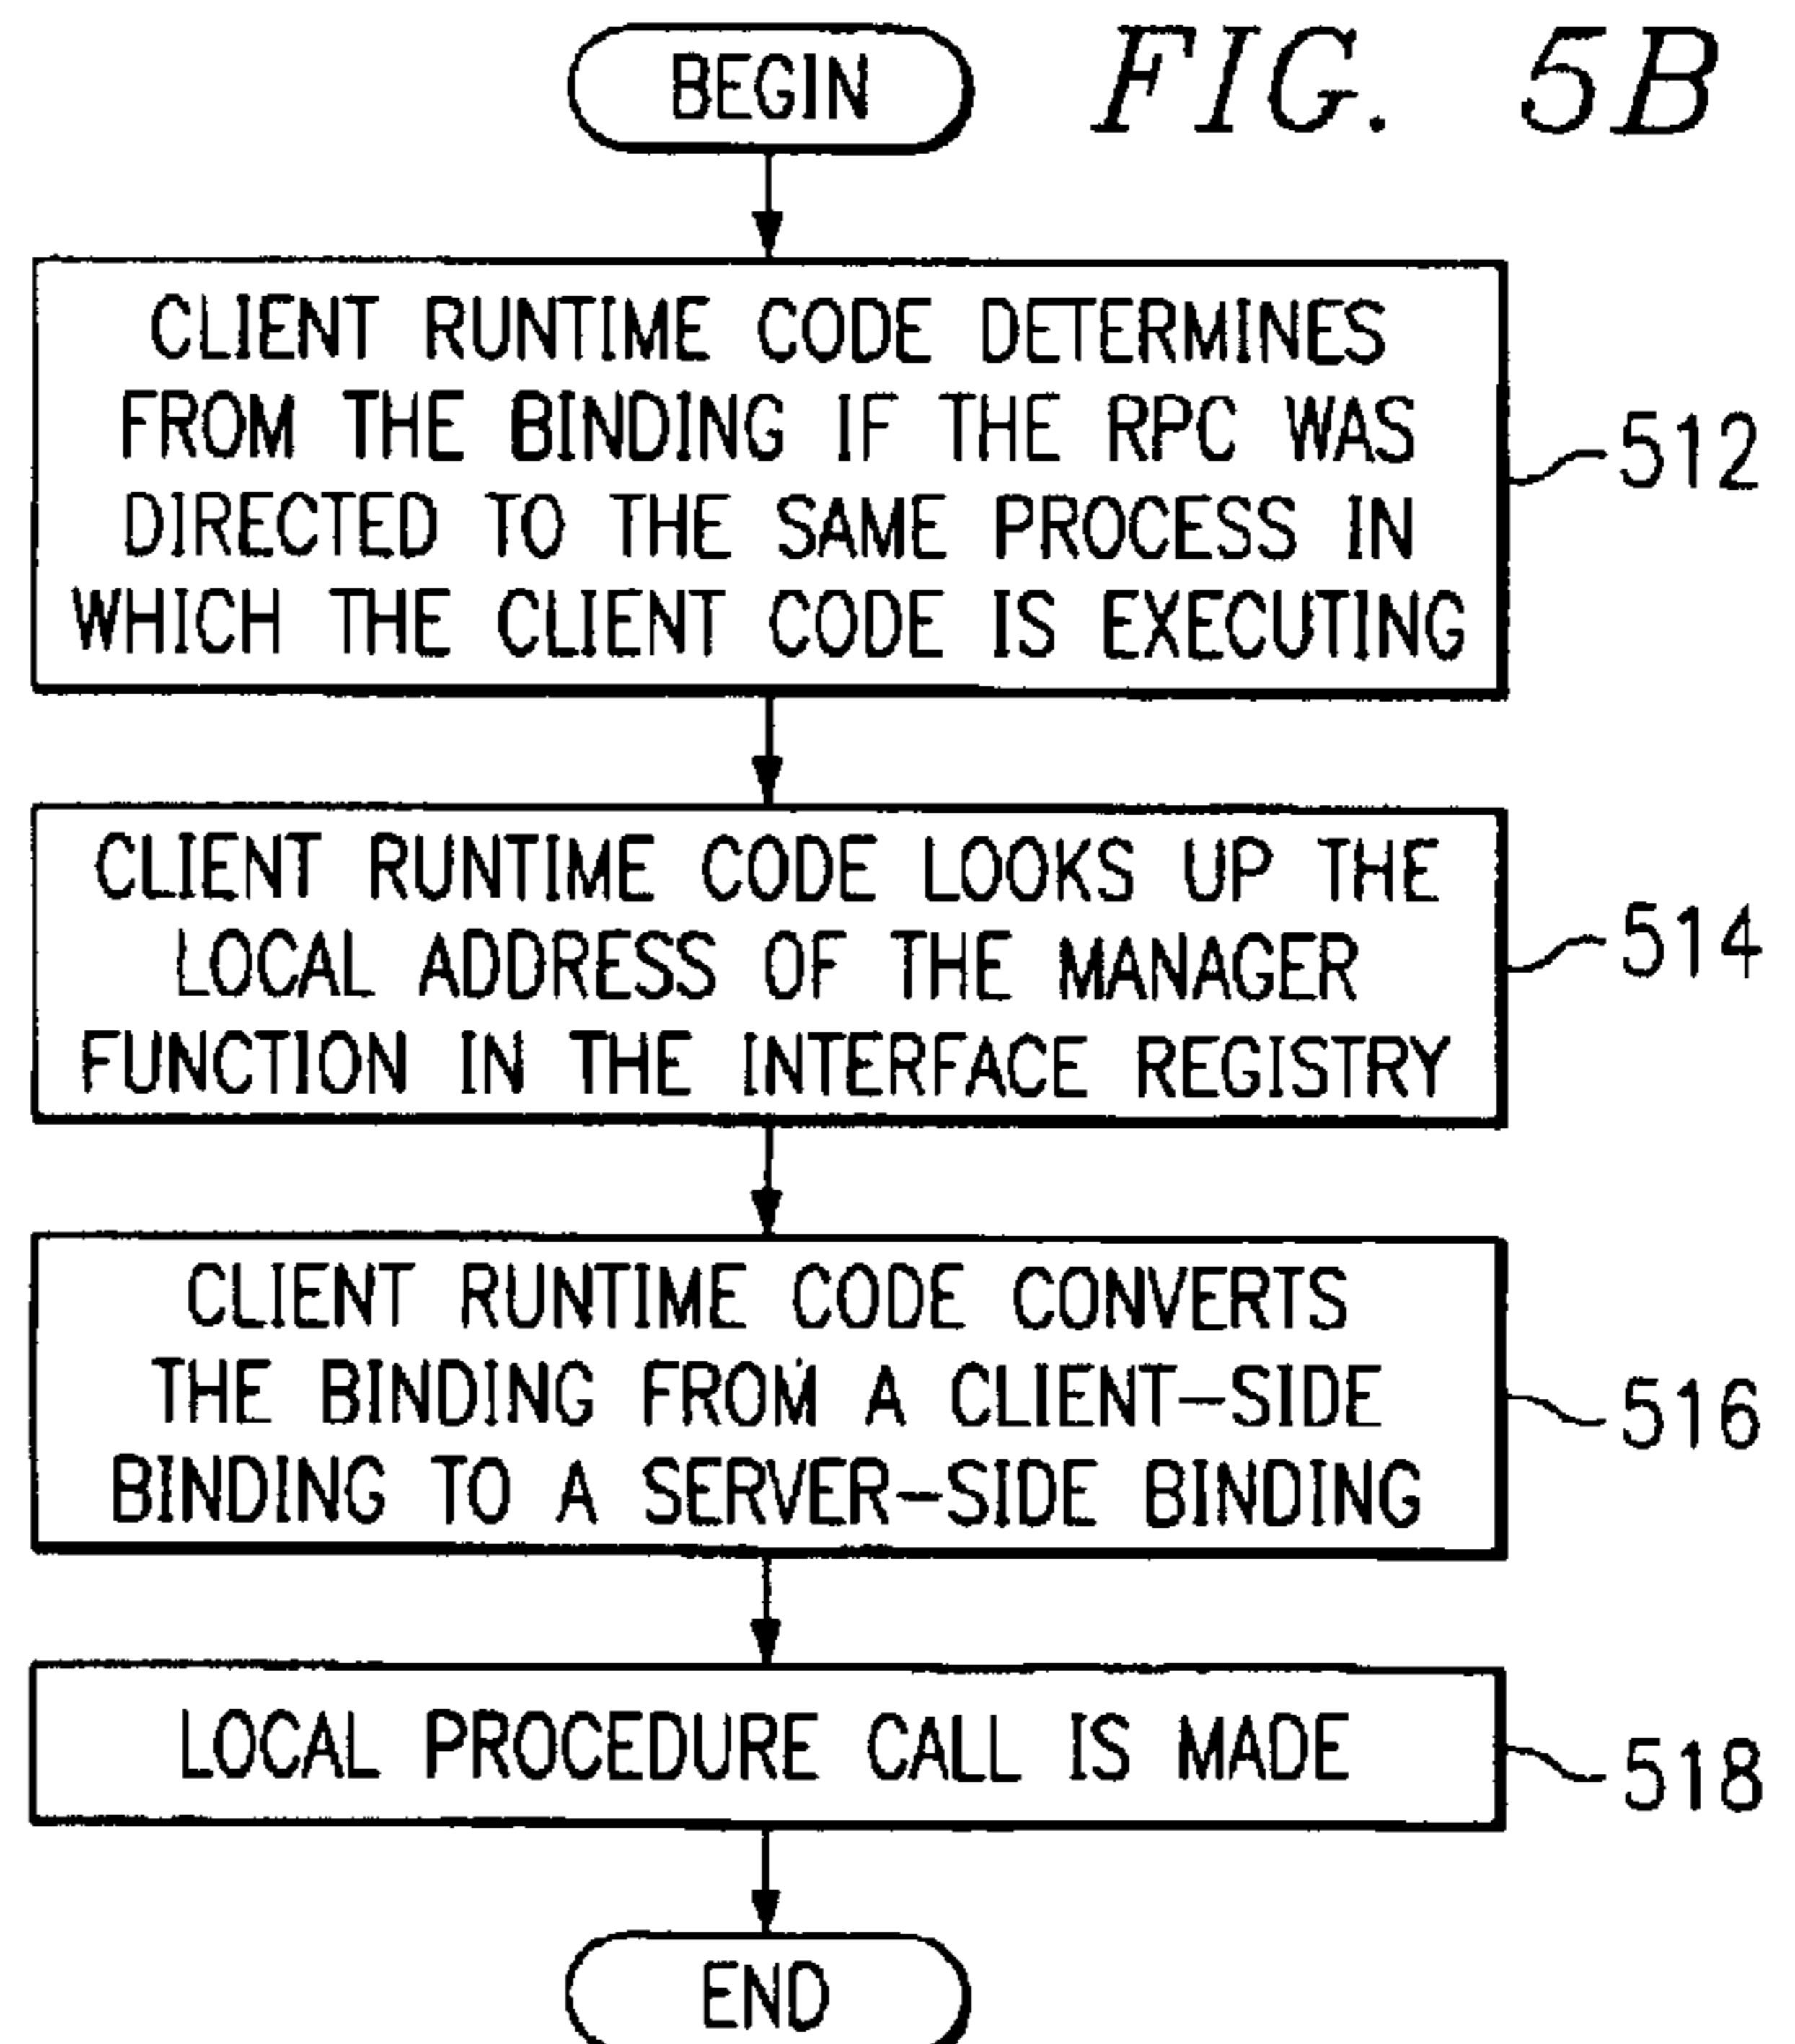 BEGIN
FIG. 5B
CLIENT RUNTIME CODE DETERMINES
FROM THE BINDING IF THE RPC WAS
DIRECTED TO THE SAME PROCESS IN
WHICH THE CLIENT CODE IS EXECUTING
512
CLIENT RUNTIME CODE LOOKS UP THE
LOCAL ADDRESS OF THE MANAGER
FUNCTION IN THE INTERFACE REGISTRY
514
CLIENT RUNTIME CODE CONVERTS
THE BINDING FROM A CLIENT-SIDE
BINDING TO A SERVER-SIDE BINDING
516
LOCAL PROCEDURE CALL IS MADE
518
END